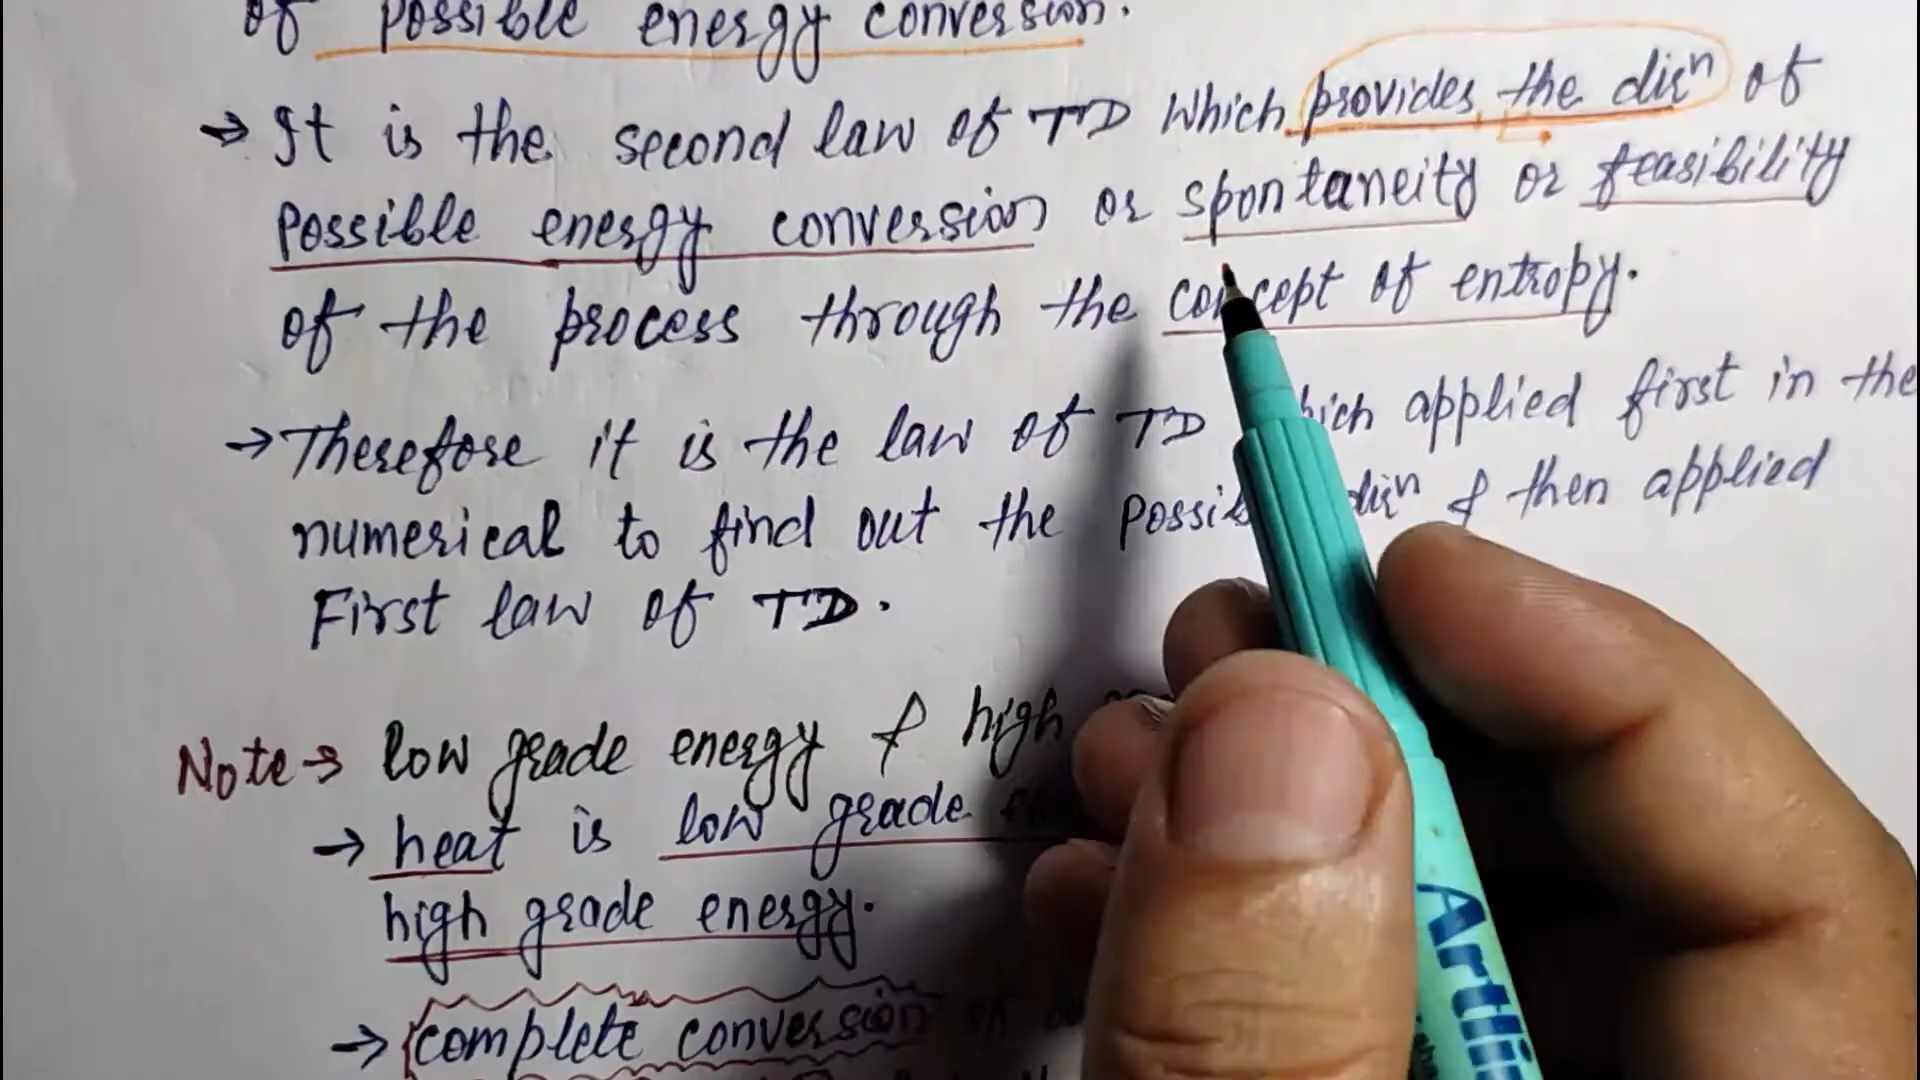 of possible energy conversion.
→ It is the second law of TD which provides the dirⁿ of
possible energy conversion or spontaneity or feasibility
of the process through the concept of entropy.
→ Therefore it is the law of TD which applied first in the
numerical to find out the dirⁿ & then applied
First law of TD.
Note → low grade energy & high
→ heat is low grade
high grade energy.
→ complete conversion of
Artli